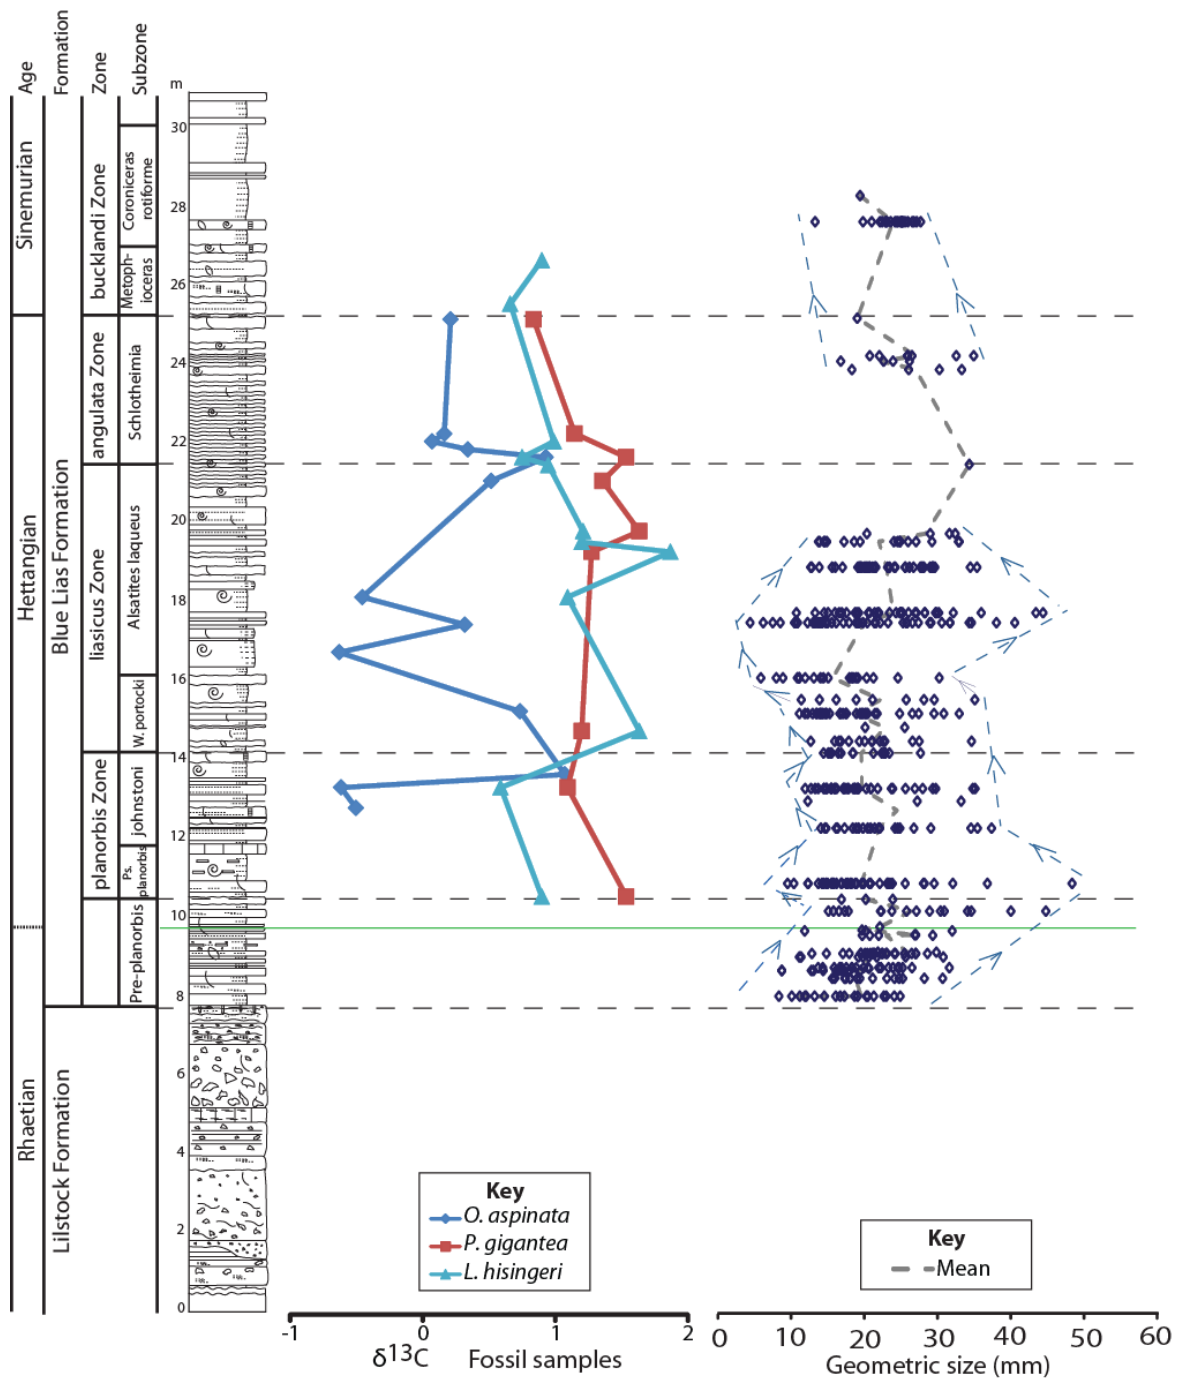 Age
Formation
Zone
Subzone
m
Sinemurian
Hettangian
Rhaetian
Blue Lias Formation
Lilstock Formation
bucklandi Zone
angulata Zone
liasicus Zone
planorbis Zone
Coroniceras
rotiforme
Metoph-
ioceras
Schlotheimia
Alsatites laqueus
W. portocki
johnstoni
Ps.
planorbis
Pre-planorbis
30
28
26
24
22
20
18
16
14
12
10
8
6
4
2
0
Key
O. aspinata
P. gigantea
L. hisingeri
-1 0 1 2
δ13C Fossil samples
Key
Mean
0 10 20 30 40 50 60
Geometric size (mm)